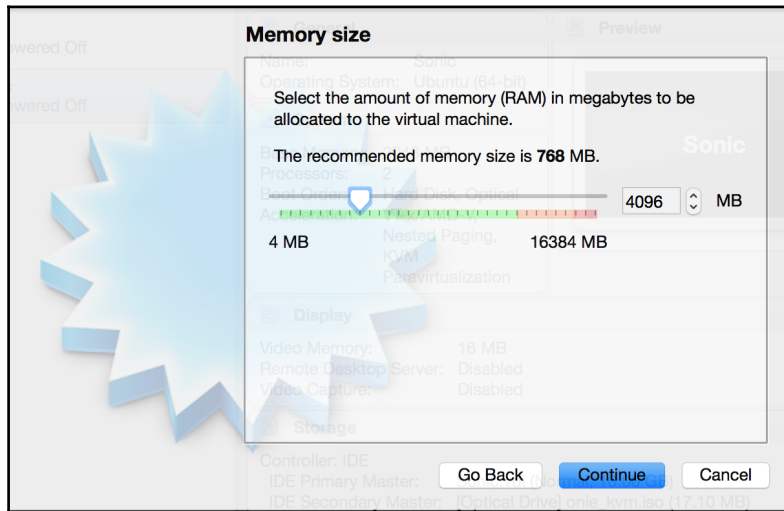 Memory size
Select the amount of memory (RAM) in megabytes to be
allocated to the virtual machine.
The recommended memory size is 768 MB.
4096 MB
4 MB 16384 MB
Go Back Continue Cancel
General
Preview
owered Off
Name: Sonic
Operating System: Ubuntu (64-bit)
owered Off
Sonic
Processors: 2
Boot Order: Hard Disk, Optical
Nested Paging,
KVM
Paravirtualization
Display
Video Memory: 16 MB
Remote Desktop Server: Disabled
Video Capture: Disabled
Storage
Controller: IDE
IDE Primary Master:
IDE Secondary Master: [Optical Drive] onie_kvm.iso (17.10 MB)